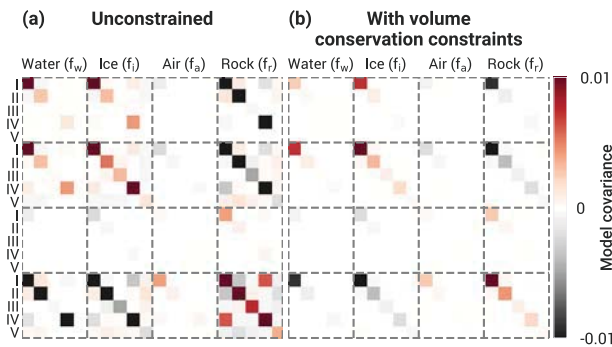 (a) Unconstrained (b) With volume
conservation constraints
Water (fw) Ice (fi) Air (fa) Rock (fr) Water (fw) Ice (fi) Air (fa) Rock (fr)
0.01
I
II
III
IV
V
I
II
III
IV
V
0
I
II
III
IV
V
I
II
III
IV
V
-0.01
Model covariance